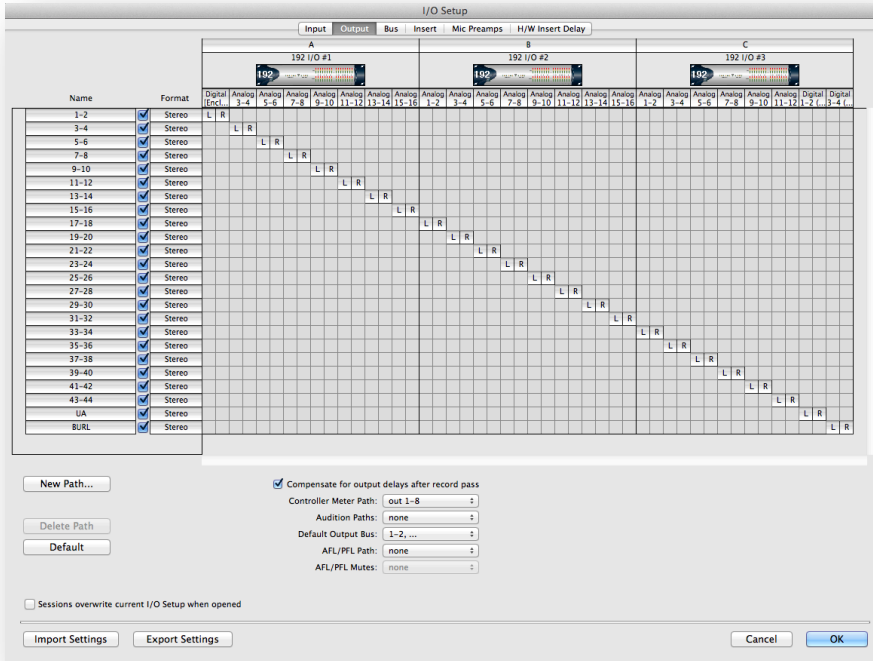 I/O Setup
Input Output Bus Insert Mic Preamps H/W Insert Delay
A B C
192 I/O #1 192 I/O #2 192 I/O #3
192 192 192
Name Format Digital Analog Analog Analog Analog Analog Analog Analog Analog Analog Analog Analog Analog Analog Analog Analog Analog Analog Analog Analog Analog Analog Digital Digital
[Encl... 3-4 5-6 7-8 9-10 11-12 13-14 15-16 1-2 3-4 5-6 7-8 9-10 11-12 13-14 15-16 1-2 3-4 5-6 7-8 9-10 11-12 1-2 (... 3-4 (...
1-2 Stereo L R
3-4 Stereo L R
5-6 Stereo L R
7-8 Stereo L R
9-10 Stereo L R
11-12 Stereo L R
13-14 Stereo L R
15-16 Stereo L R
17-18 Stereo L R
19-20 Stereo L R
21-22 Stereo L R
23-24 Stereo L R
25-26 Stereo L R
27-28 Stereo L R
29-30 Stereo L R
31-32 Stereo L R
33-34 Stereo L R
35-36 Stereo L R
37-38 Stereo L R
39-40 Stereo L R
41-42 Stereo L R
43-44 Stereo L R
UA Stereo L R
BURL Stereo L R
New Path...
Compensate for output delays after record pass
Controller Meter Path: out 1-8
Audition Paths: none
Delete Path
Default Output Bus: 1-2, ...
Default
AFL/PFL Path: none
AFL/PFL Mutes: none
Sessions overwrite current I/O Setup when opened
Import Settings Export Settings Cancel OK